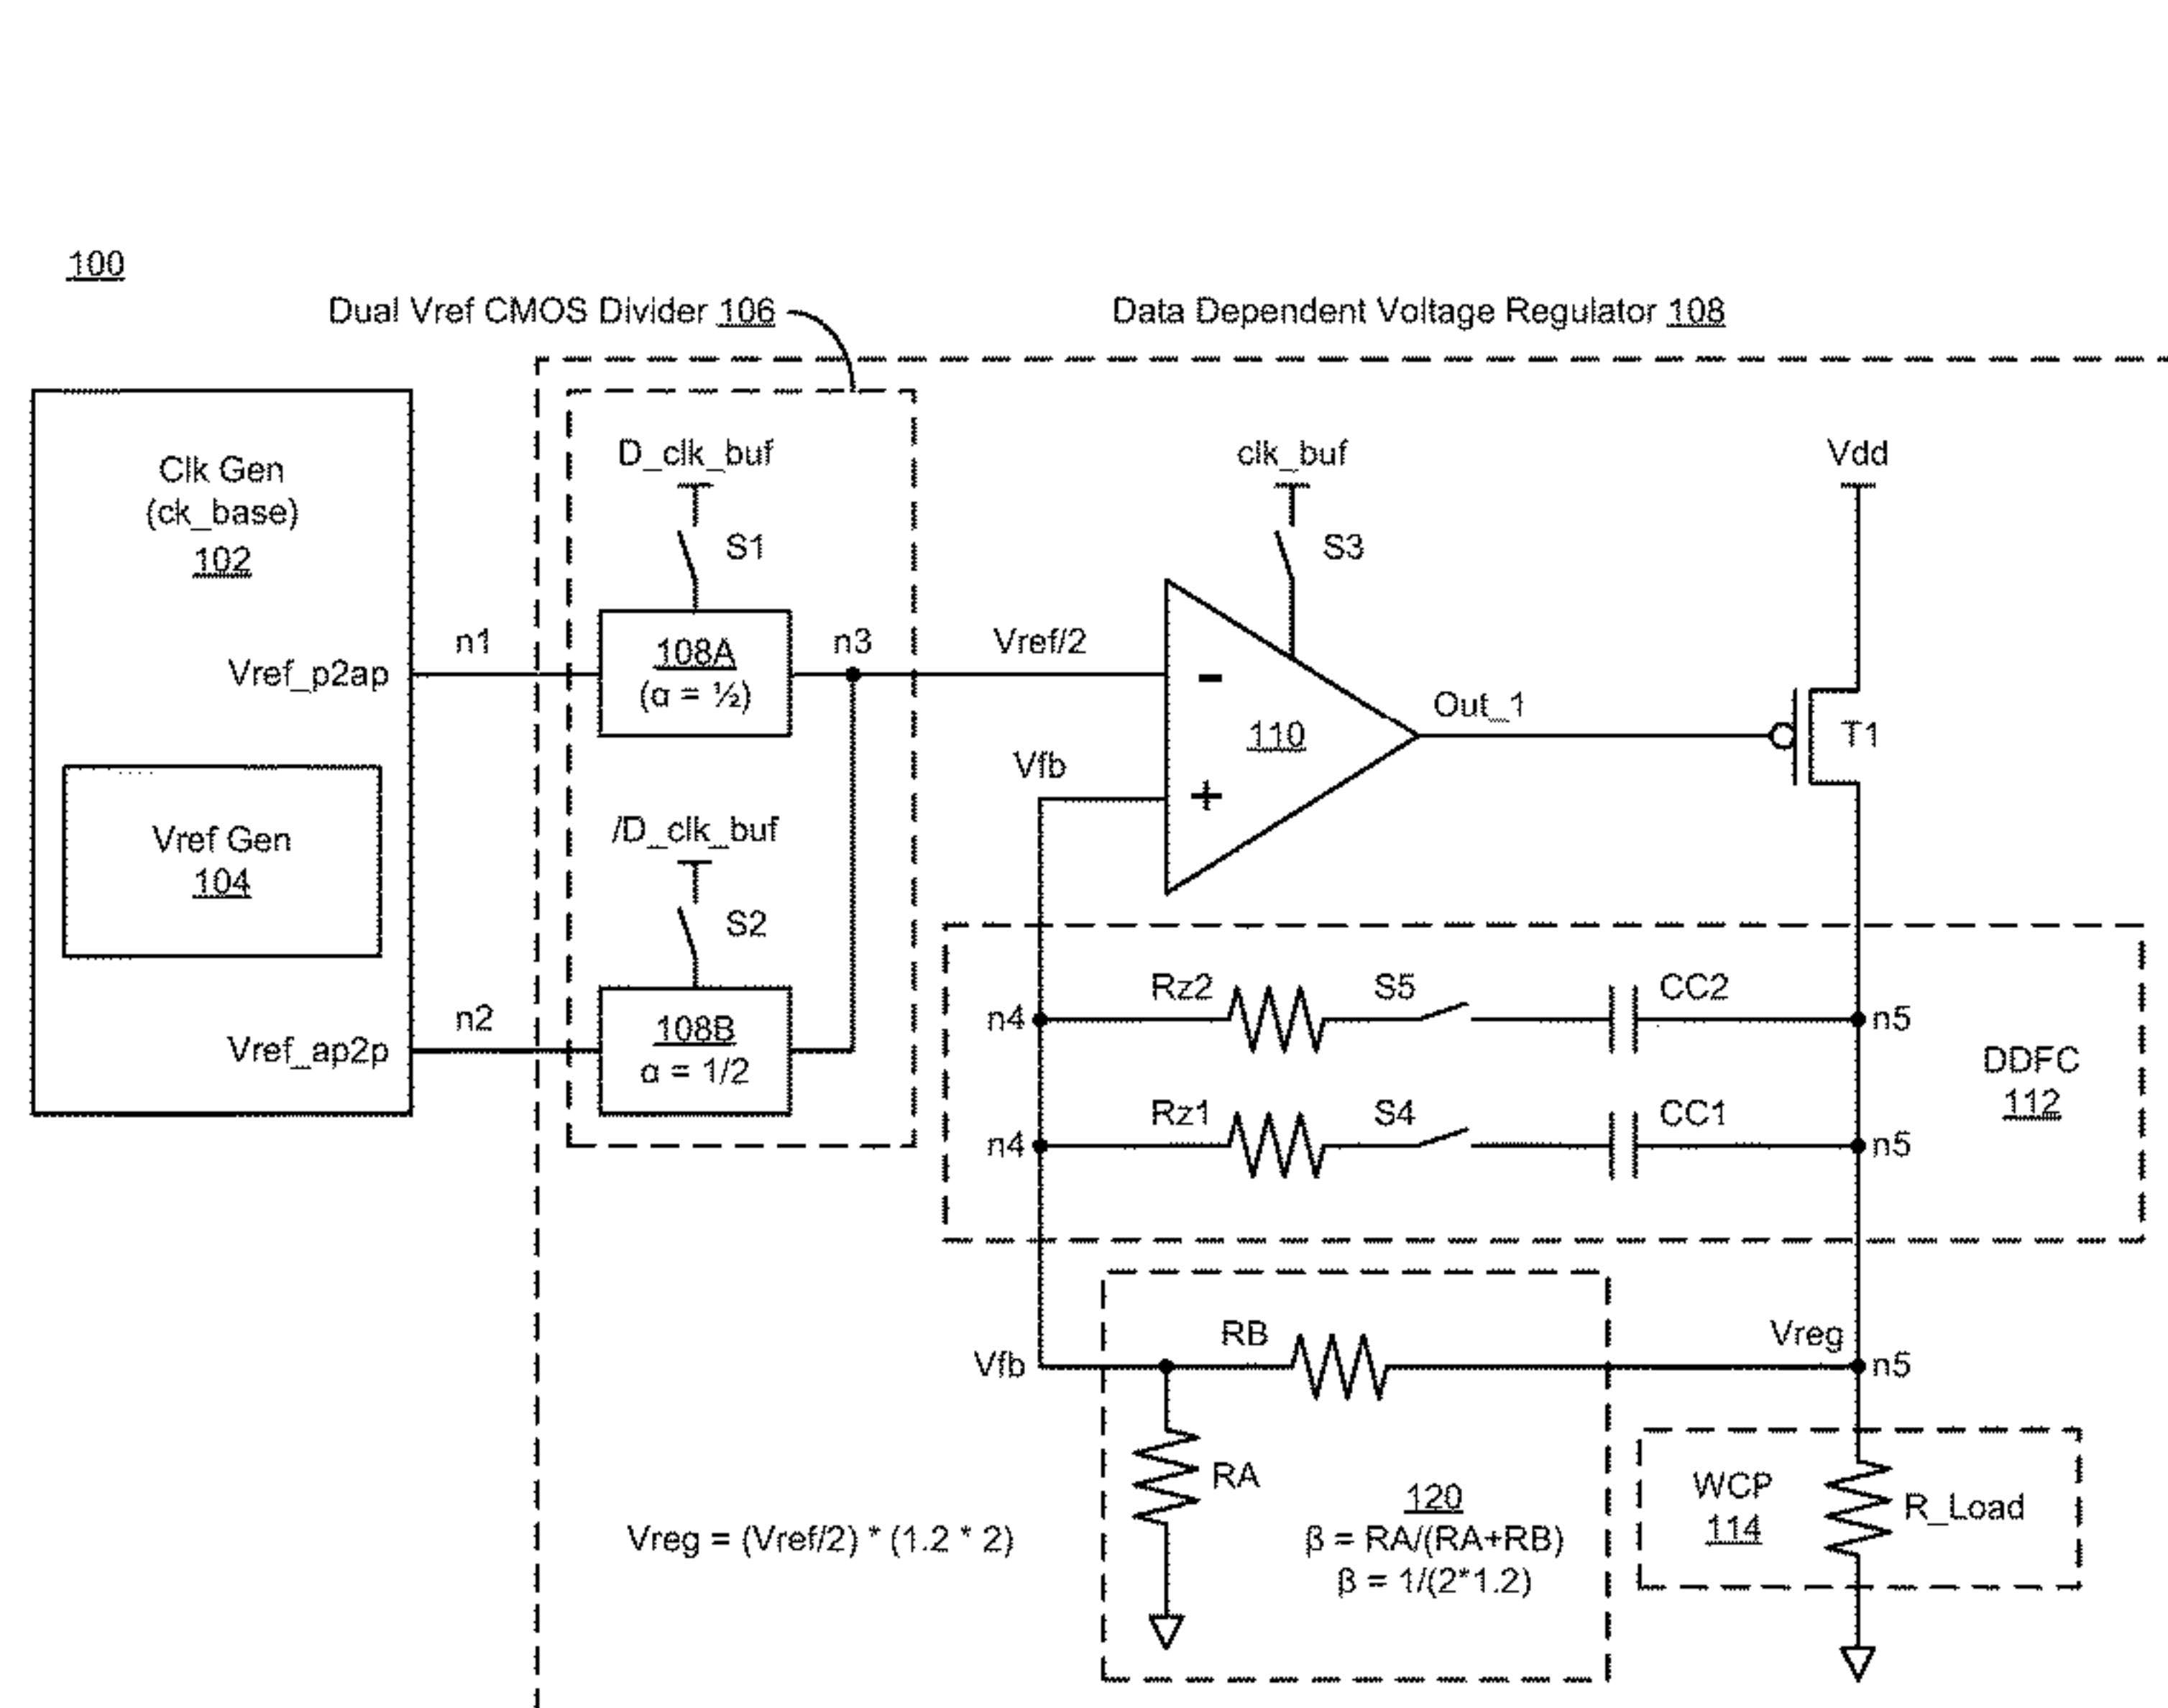 100
Dual Vref CMOS Divider 106
Data Dependent Voltage Regulator 108
Clk Gen
(ck_base)
102
Vref_p2ap
Vref Gen
104
Vref_ap2p
n1
n2
D_clk_buf
S1
108A
(α = ½)
n3
/D_clk_buf
S2
108B
α = 1/2
Vref/2
Vfb
clk_buf
S3
-
110
+
Out_1
Vdd
T1
n4
Rz2
S5
CC2
n5
n4
Rz1
S4
CC1
n5
DDFC
112
Vfb
RB
Vreg
n5
RA
120
β = RA/(RA+RB)
β = 1/(2*1.2)
WCP
114
R_Load
Vreg = (Vref/2) * (1.2 * 2)